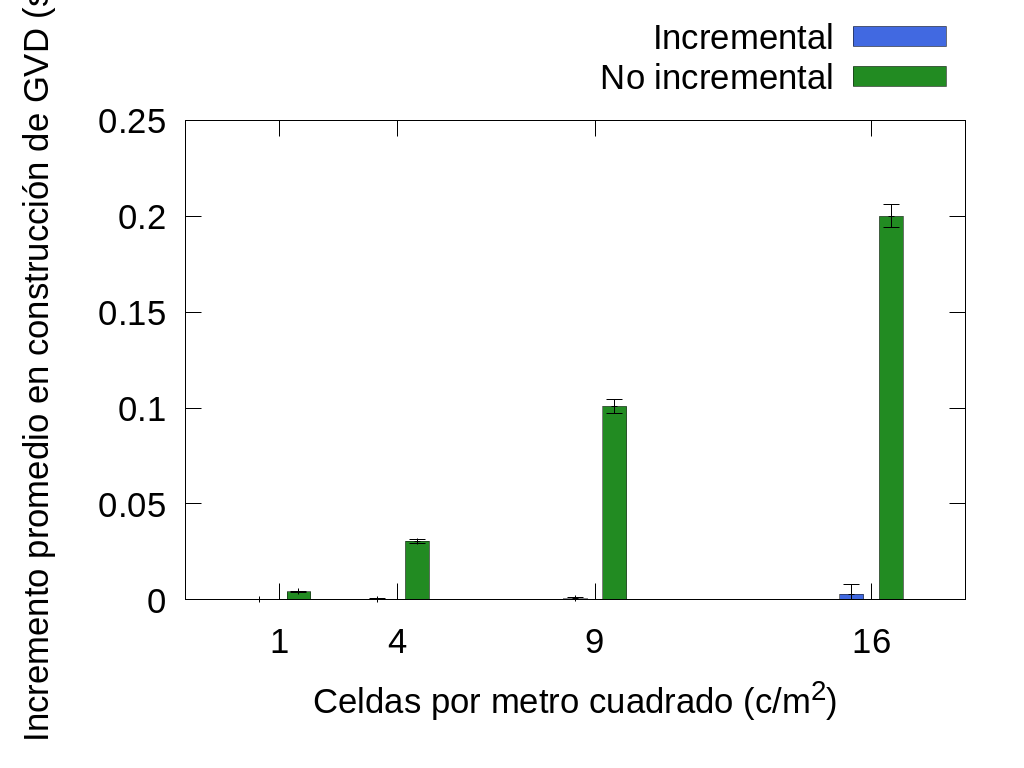 Incremental
No incremental
Incremento promedio en construcción de GVD (s
0.25
0.2
0.15
0.1
0.05
0
1 4 9 16
Celdas por metro cuadrado (c/m²)